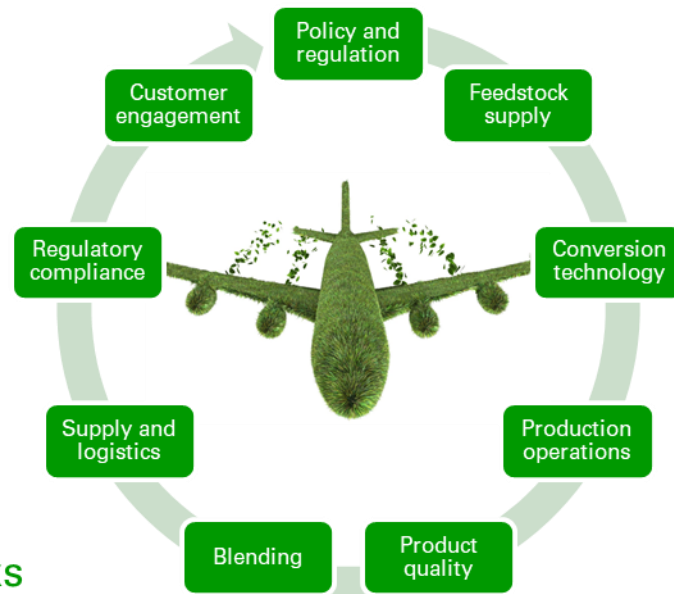 Policy and
regulation
Feedstock
supply
Conversion
technology
Production
operations
Product
quality
Blending
Supply and
logistics
Regulatory
compliance
Customer
engagement